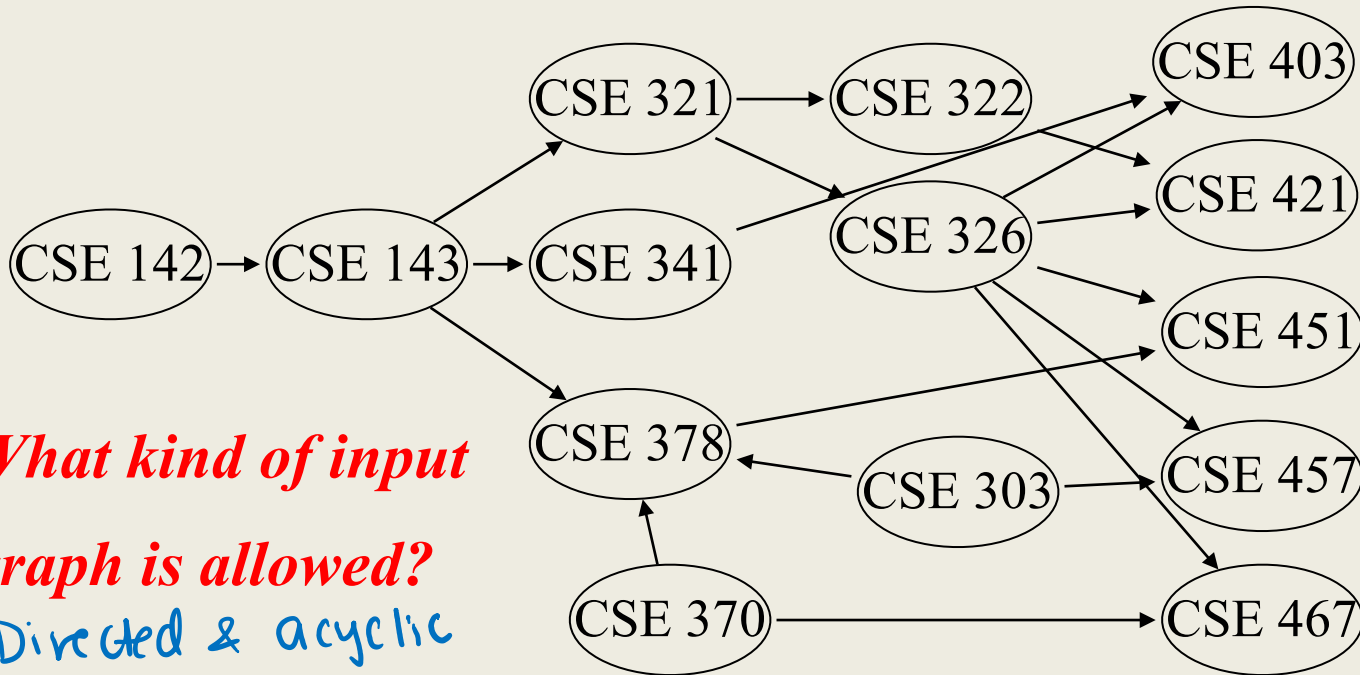 CSE 403
CSE 321
CSE 322
CSE 421
CSE 326
CSE 142
CSE 143
CSE 341
CSE 451
CSE 378
CSE 303
CSE 457
CSE 370
CSE 467
What kind of input
raph is allowed?
Directed & acyclic